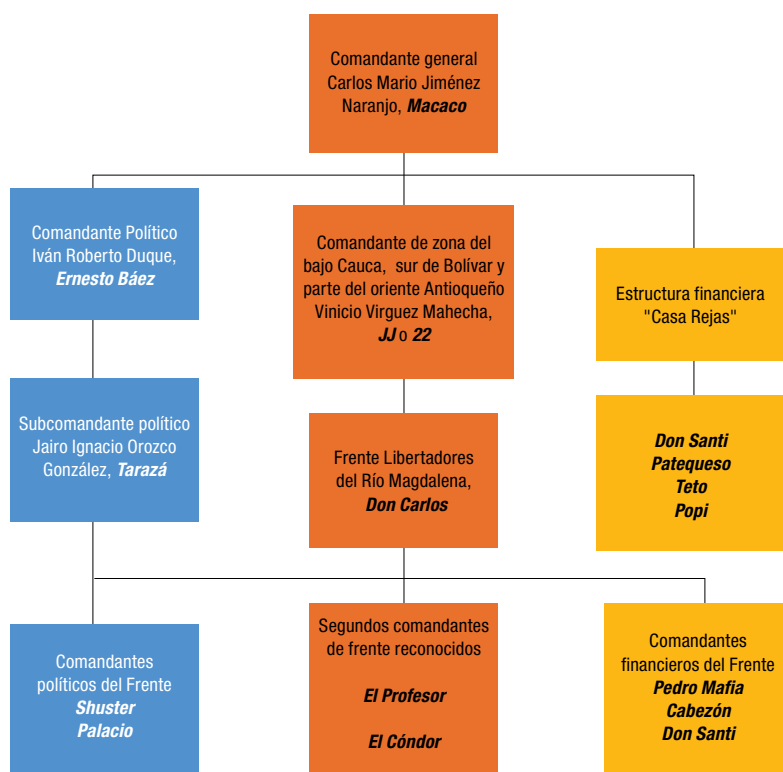 Comandante general
Carlos Mario Jiménez
Naranjo, Macaco
Comandante Político
Iván Roberto Duque,
Ernesto Báez
Comandante de zona del
bajo Cauca, sur de Bolívar y
parte del oriente Antioqueño
Vinicio Virguez Mahecha,
JJ o 22
Estructura financiera
"Casa Rejas"
Subcomandante político
Jairo Ignacio Orozco
González, Tarazá
Frente Libertadores
del Río Magdalena,
Don Carlos
Don Santi
Patequeso
Teto
Popi
Comandantes
políticos del Frente
Shuster
Palacio
Segundos comandantes
de frente reconocidos
El Profesor
El Cóndor
Comandantes
financieros del Frente
Pedro Mafia
Cabezón
Don Santi